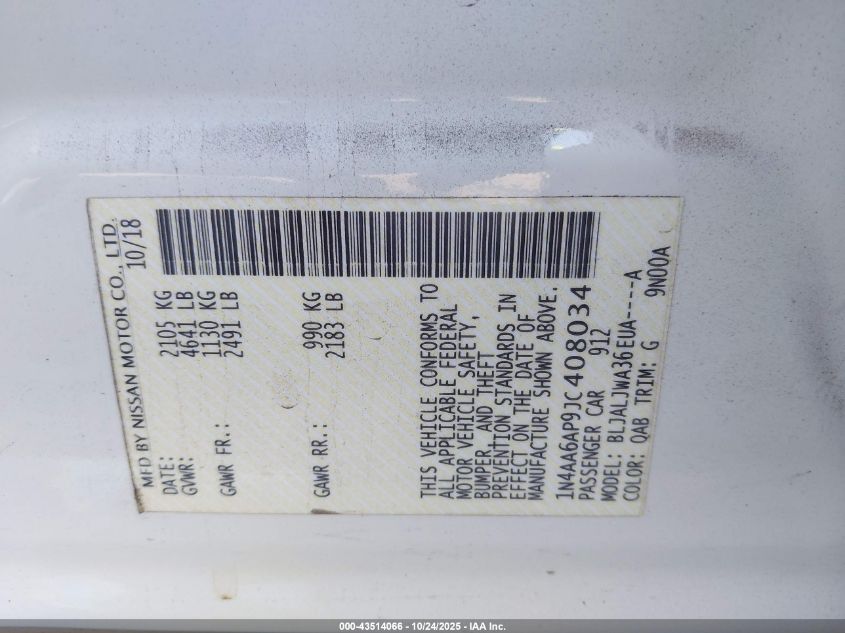 MFD BY NISSAN MOTOR CO., LTD.
DATE: 10/18
GVWR: 2105 KG
4641 LB
GAWR FR.: 1130 KG
2491 LB
GAWR RR.: 990 KG
2183 LB
THIS VEHICLE CONFORMS TO
ALL APPLICABLE FEDERAL
MOTOR VEHICLE SAFETY,
BUMPER, AND THEFT
PREVENTION STANDARDS IN
EFFECT ON THE DATE OF
MANUFACTURE SHOWN ABOVE.
1N4AA6AP9JC408034
PASSENGER CAR 912
MODEL: BLJALJWA36EUA----A
COLOR: QAB TRIM: G 9N00A
000-43514066 - 10/24/2025 - IAA Inc.